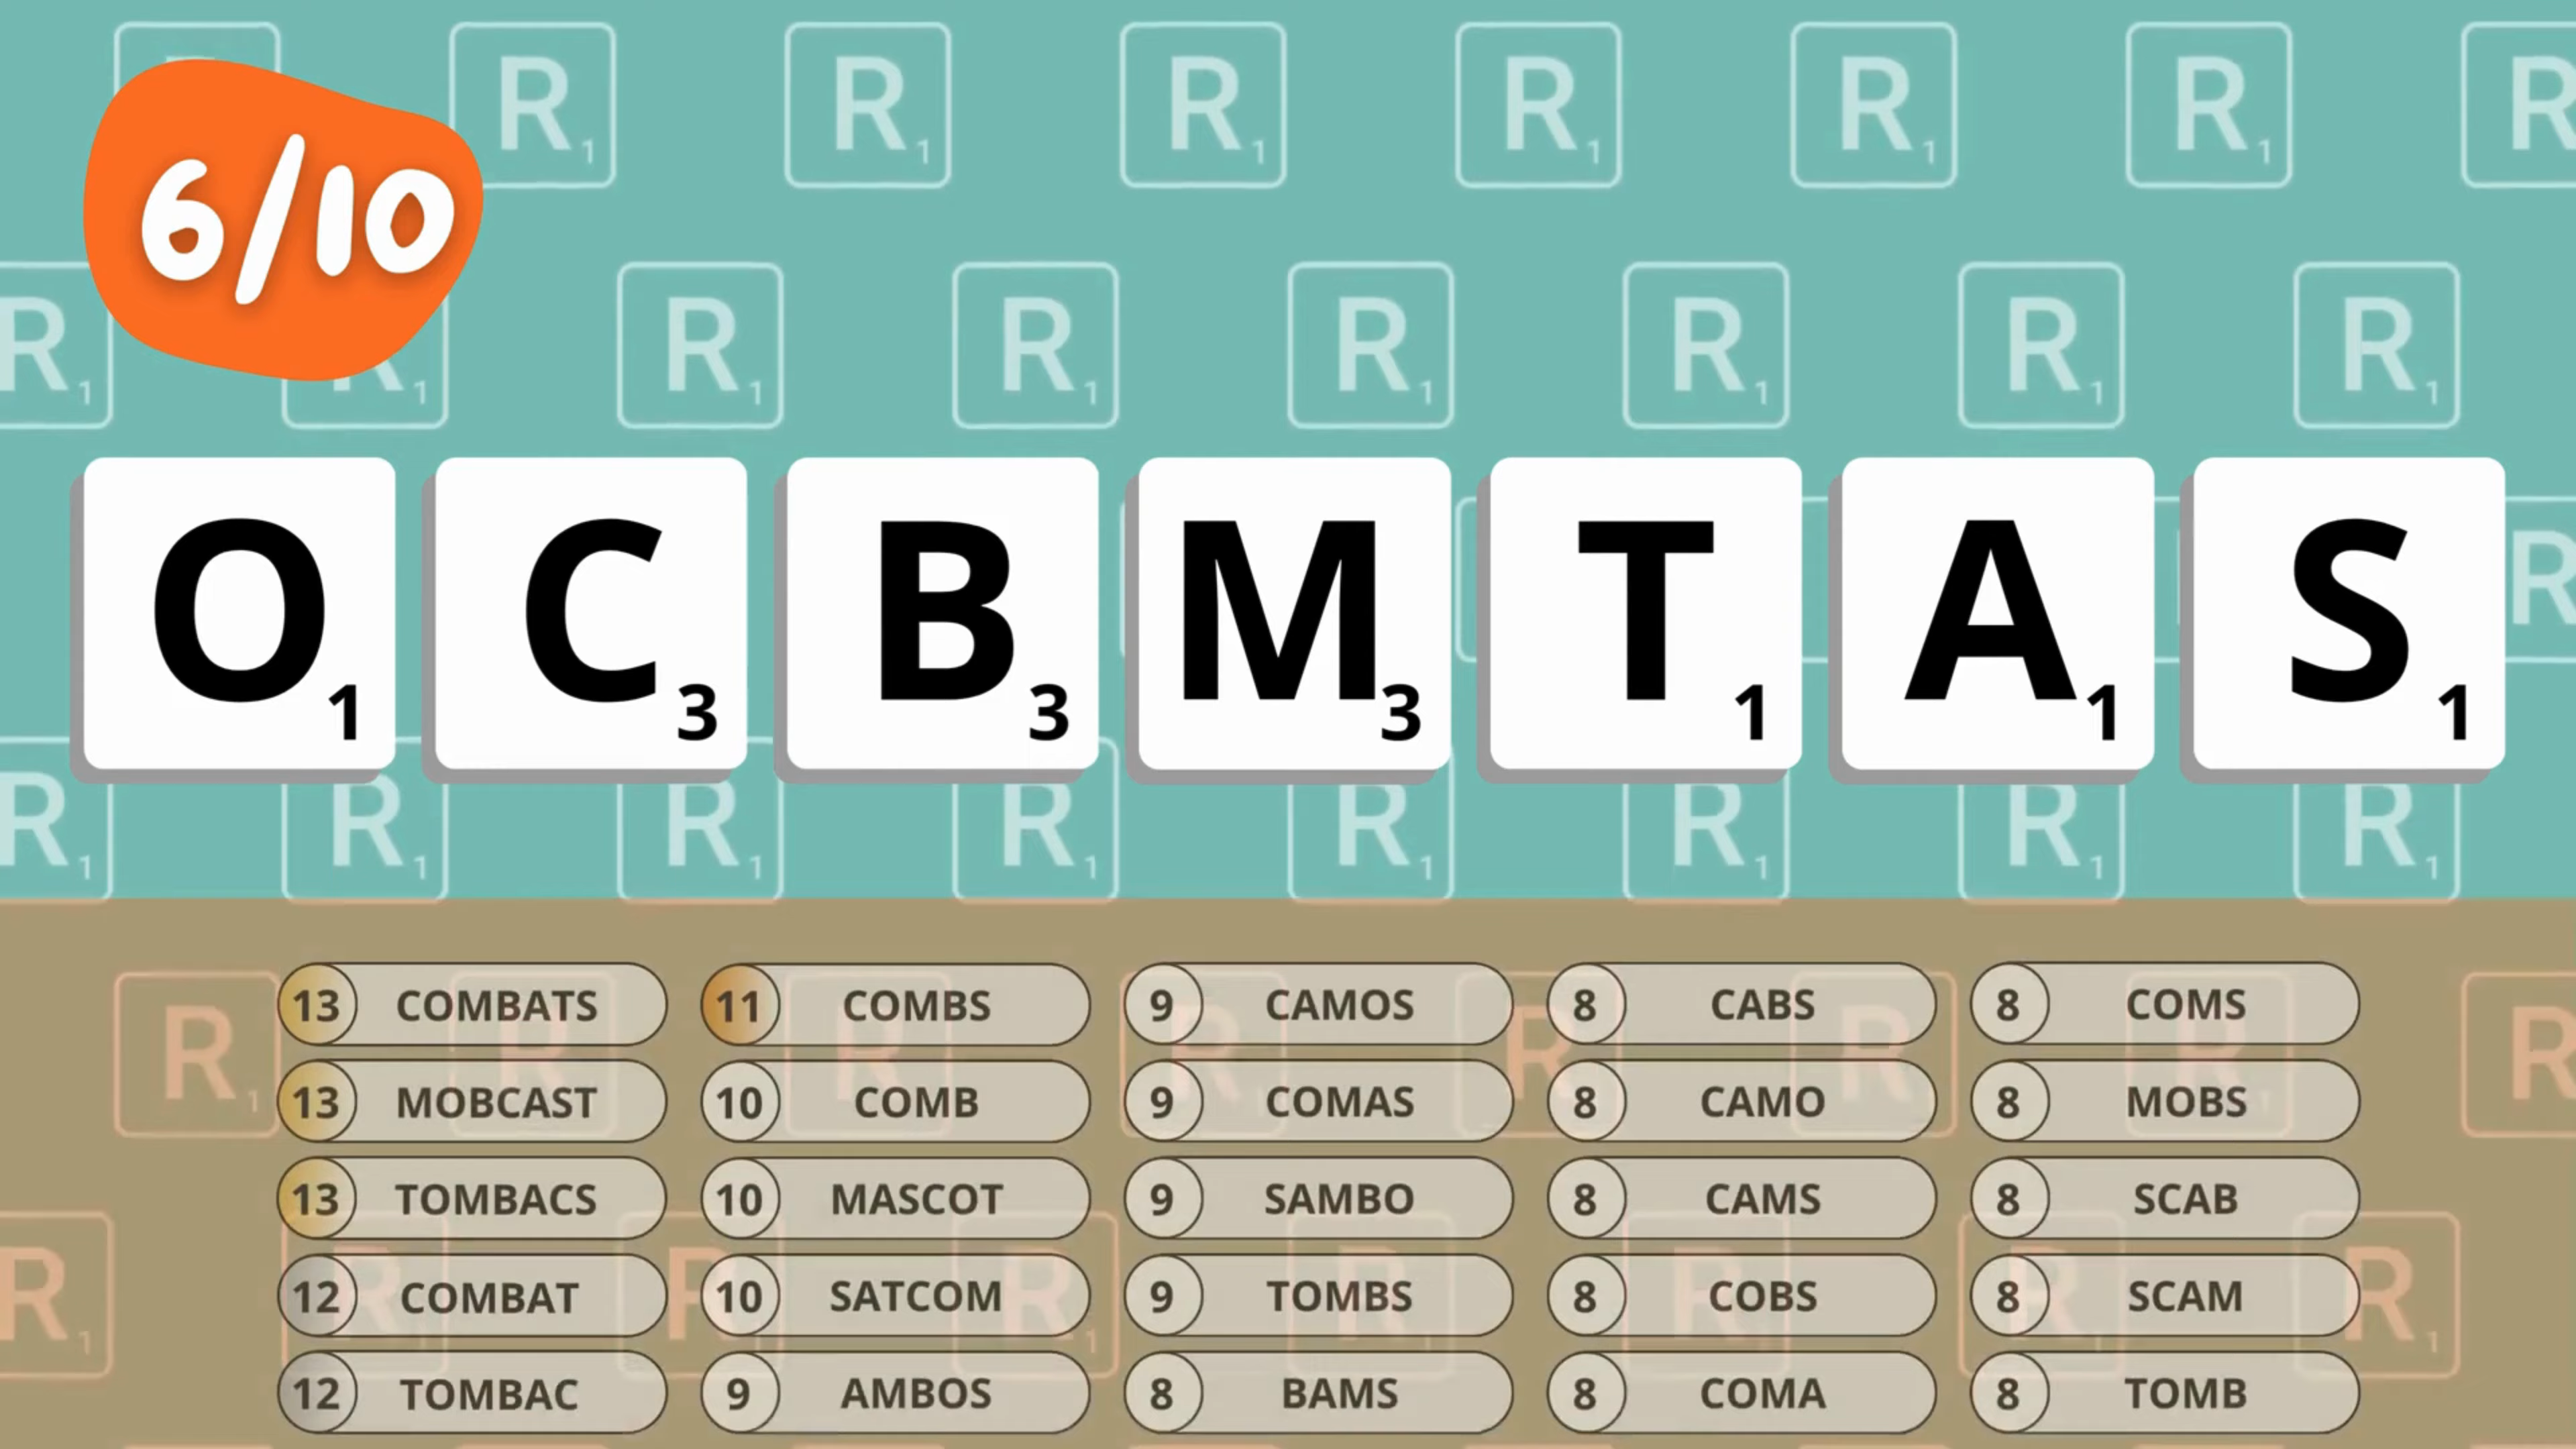 6/10
O1 C3 B3 M3 T1 A1 S1
13 COMBATS
13 MOBCAST
13 TOMBACS
12 COMBAT
12 TOMBAC
11 COMBS
10 COMB
10 MASCOT
10 SATCOM
9 AMBOS
9 CAMOS
9 COMAS
9 SAMBO
9 TOMBS
8 BAMS
8 CABS
8 CAMO
8 CAMS
8 COBS
8 COMA
8 COMS
8 MOBS
8 SCAB
8 SCAM
8 TOMB